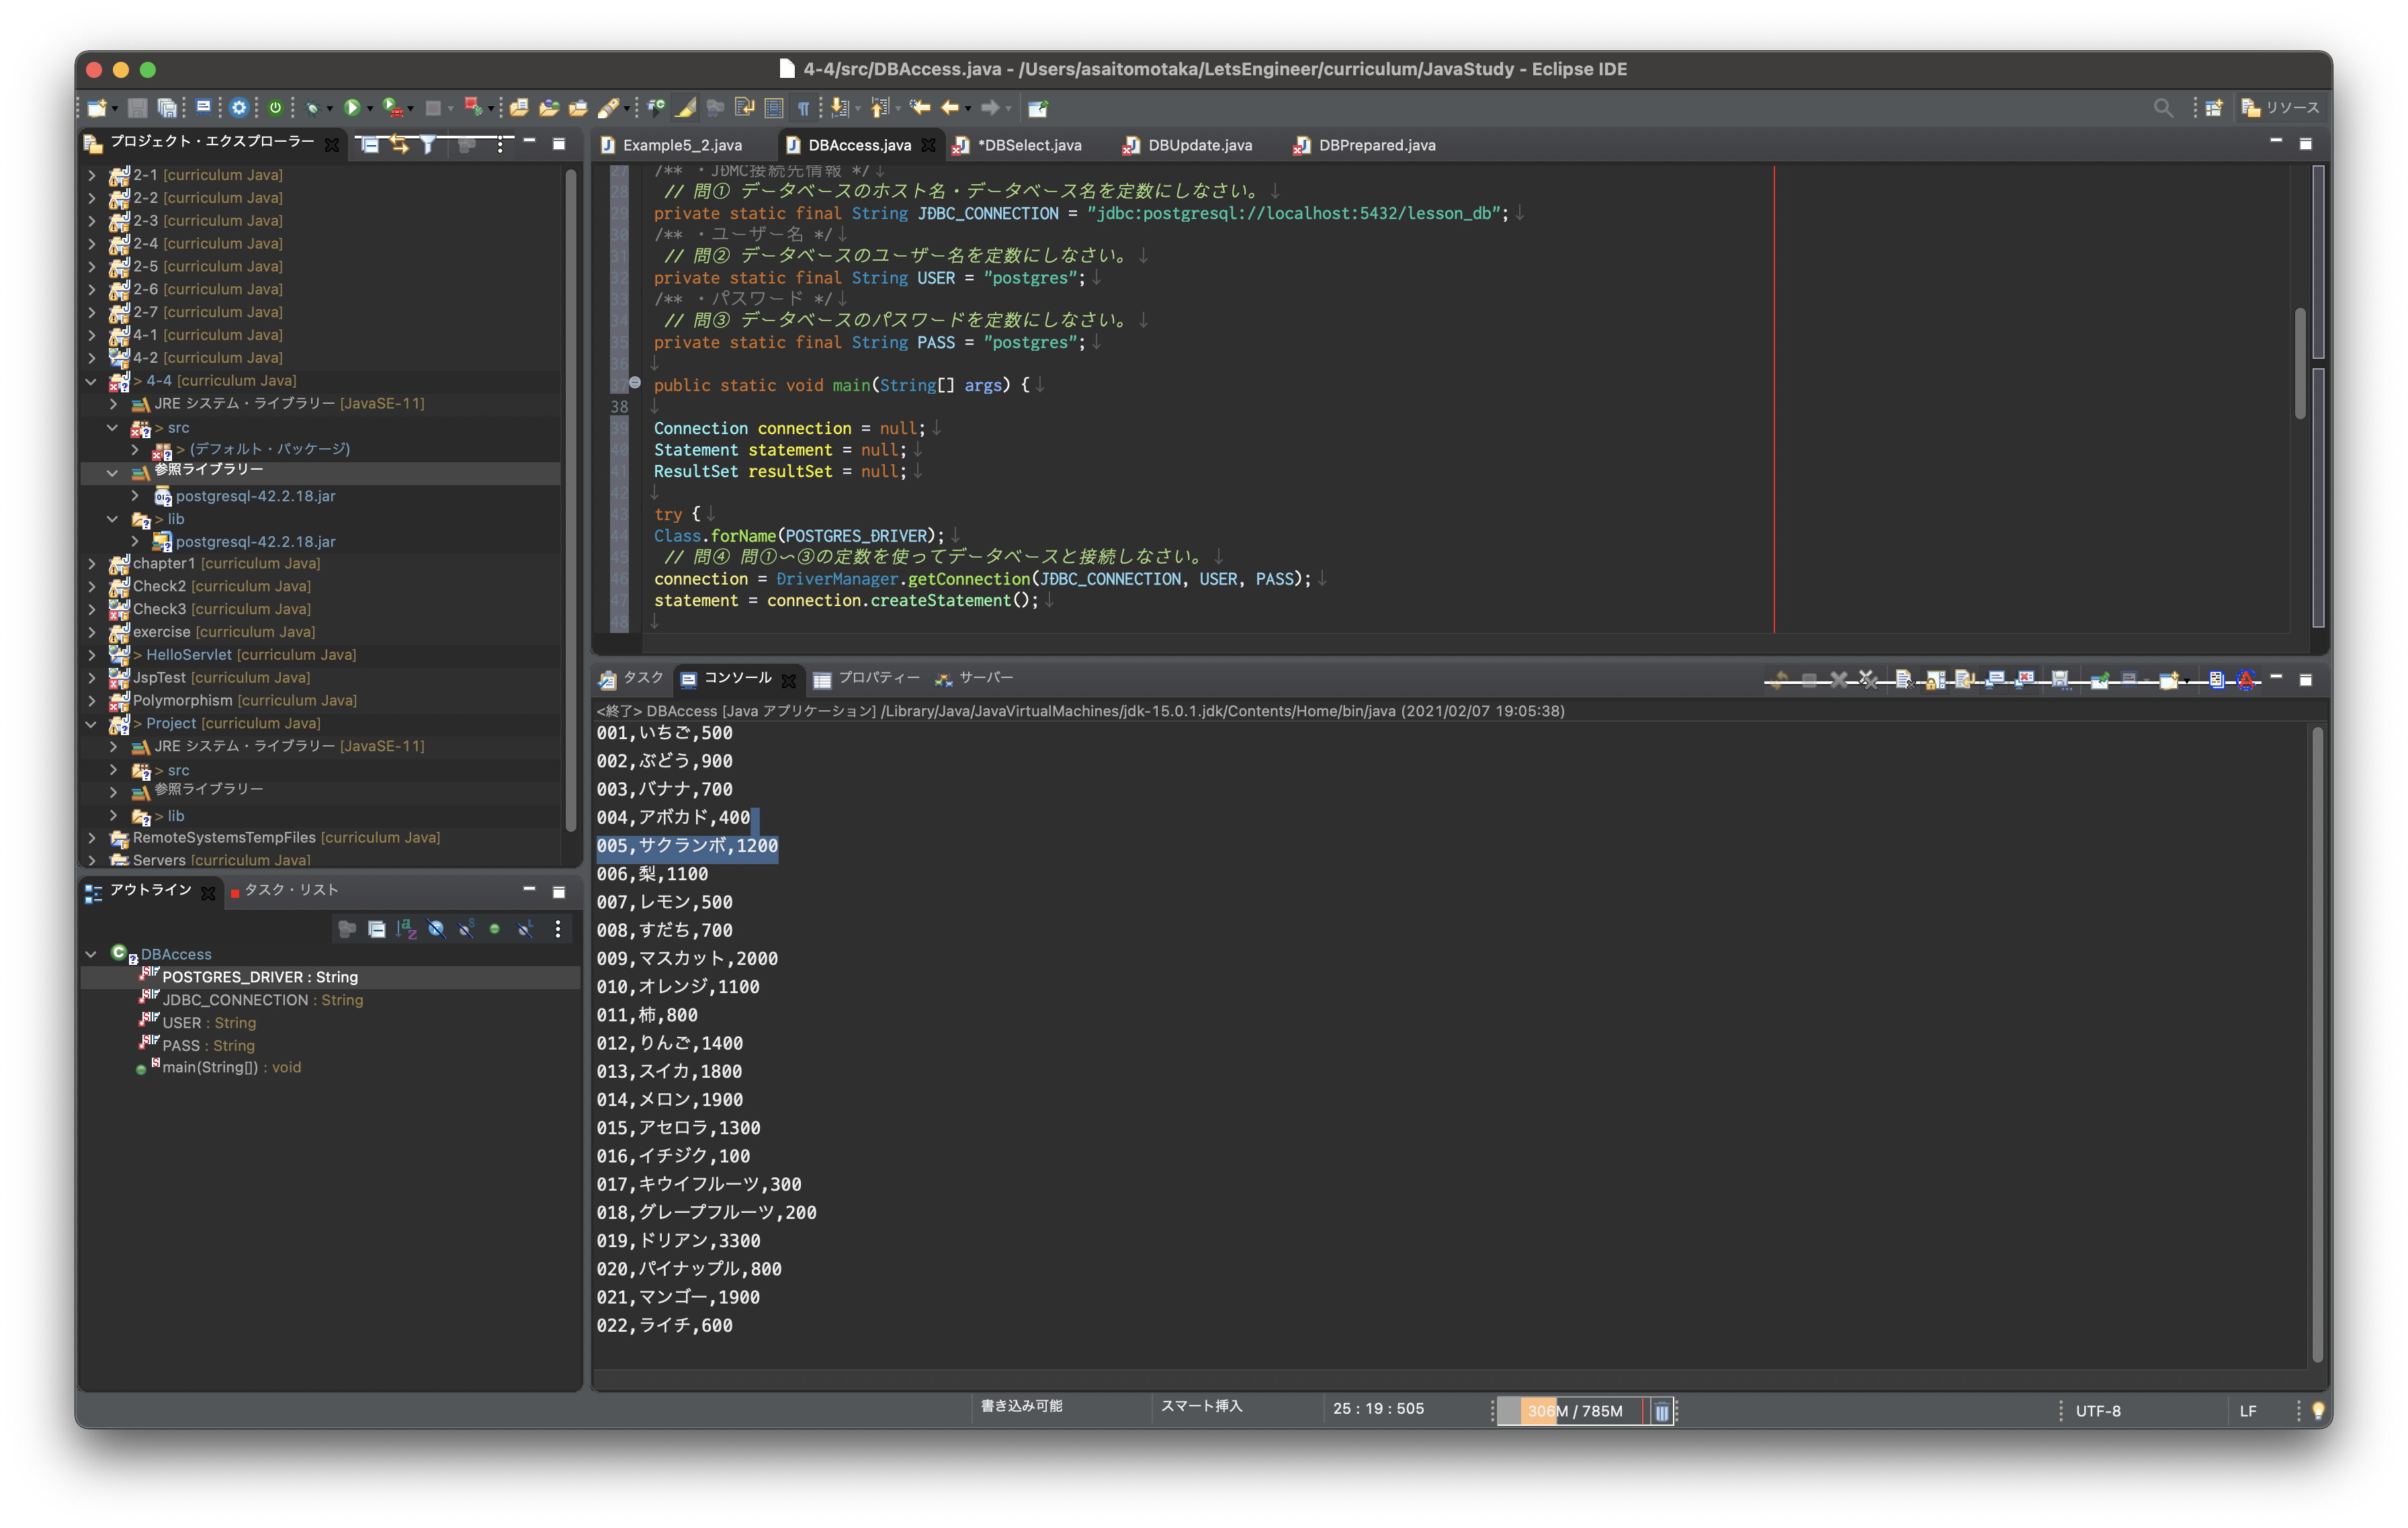 4-4/src/DBAccess.java - /Users/asaitomotaka/LetsEngineer/curriculum/JavaStudy - Eclipse IDE
リソース
プロジェクト・エクスプローラー
2-1 [curriculum Java]
2-2 [curriculum Java]
2-3 [curriculum Java]
2-4 [curriculum Java]
2-5 [curriculum Java]
2-6 [curriculum Java]
2-7 [curriculum Java]
4-1 [curriculum Java]
4-2 [curriculum Java]
> 4-4 [curriculum Java]
JRE システム・ライブラリー [JavaSE-11]
> src
> (デフォルト・パッケージ)
参照ライブラリー
postgresql-42.2.18.jar
> lib
postgresql-42.2.18.jar
chapter1 [curriculum Java]
Check2 [curriculum Java]
Check3 [curriculum Java]
exercise [curriculum Java]
> HelloServlet [curriculum Java]
JspTest [curriculum Java]
Polymorphism [curriculum Java]
> Project [curriculum Java]
JRE システム・ライブラリー [JavaSE-11]
> src
参照ライブラリー
> lib
RemoteSystemsTempFiles [curriculum Java]
Servers [curriculum Java]
アウトライン タスク・リスト
DBAccess
POSTGRES_DRIVER : String
JDBC_CONNECTION : String
USER : String
PASS : String
main(String[]) : void
Example5_2.java DBAccess.java *DBSelect.java DBUpdate.java DBPrepared.java
27 /** ・JDMC接続先情報 */
28 // 問① データベースのホスト名・データベース名を定数にしなさい。
29 private static final String JDBC_CONNECTION = "jdbc:postgresql://localhost:5432/lesson_db";
30 /** ・ユーザー名 */
31 // 問② データベースのユーザー名を定数にしなさい。
32 private static final String USER = "postgres";
33 /** ・パスワード */
34 // 問③ データベースのパスワードを定数にしなさい。
35 private static final String PASS = "postgres";
36
37 public static void main(String[] args) {
38
39 Connection connection = null;
40 Statement statement = null;
41 ResultSet resultSet = null;
42
43 try {
44 Class.forName(POSTGRES_DRIVER);
45 // 問④ 問①〜③の定数を使ってデータベースと接続しなさい。
46 connection = DriverManager.getConnection(JDBC_CONNECTION, USER, PASS);
47 statement = connection.createStatement();
48
タスク コンソール プロパティー サーバー
<終了> DBAccess [Java アプリケーション] /Library/Java/JavaVirtualMachines/jdk-15.0.1.jdk/Contents/Home/bin/java (2021/02/07 19:05:38)
001,いちご,500
002,ぶどう,900
003,バナナ,700
004,アボカド,400
005,サクランボ,1200
006,梨,1100
007,レモン,500
008,すだち,700
009,マスカット,2000
010,オレンジ,1100
011,柿,800
012,りんご,1400
013,スイカ,1800
014,メロン,1900
015,アセロラ,1300
016,イチジク,100
017,キウイフルーツ,300
018,グレープフルーツ,200
019,ドリアン,3300
020,パイナップル,800
021,マンゴー,1900
022,ライチ,600
書き込み可能 スマート挿入 25 : 19 : 505 306M / 785M UTF-8 LF